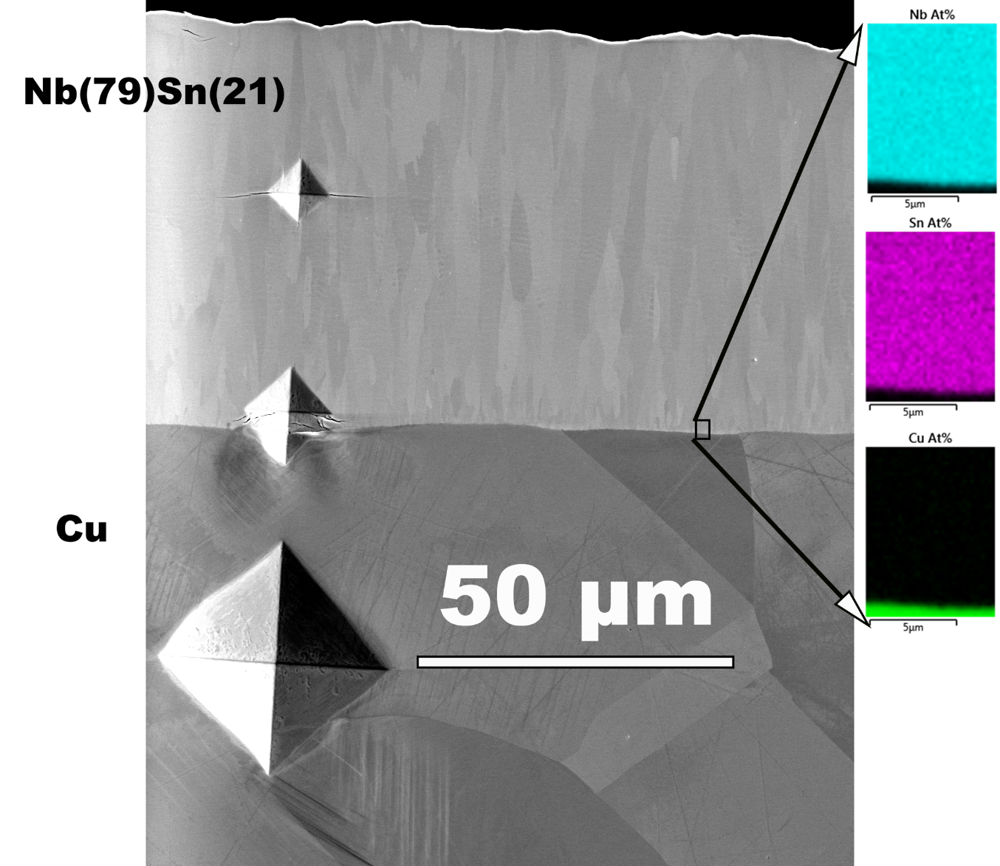 Nb At%
Nb(79)Sn(21)
5µm
Sn At%
5µm
Cu At%
Cu
50 µm
5µm